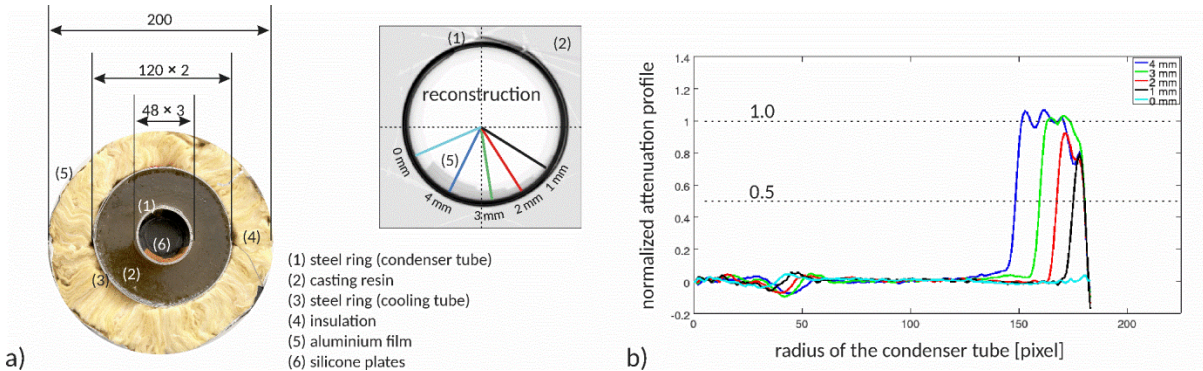 200
120 × 2
48 × 3
(5)
(1)
(6)
(4)
(3)
(2)
a)
(1) steel ring (condenser tube)
(2) casting resin
(3) steel ring (cooling tube)
(4) insulation
(5) aluminium film
(6) silicone plates
(1)
(2)
reconstruction
(5)
0 mm
4 mm
3 mm
2 mm
1 mm
normalized attenuation profile
1.4
1.2
1
0.8
0.6
0.4
0.2
0
-0.2
1.0
0.5
4 mm
3 mm
2 mm
1 mm
0 mm
0
50
100
150
200
radius of the condenser tube [pixel]
b)